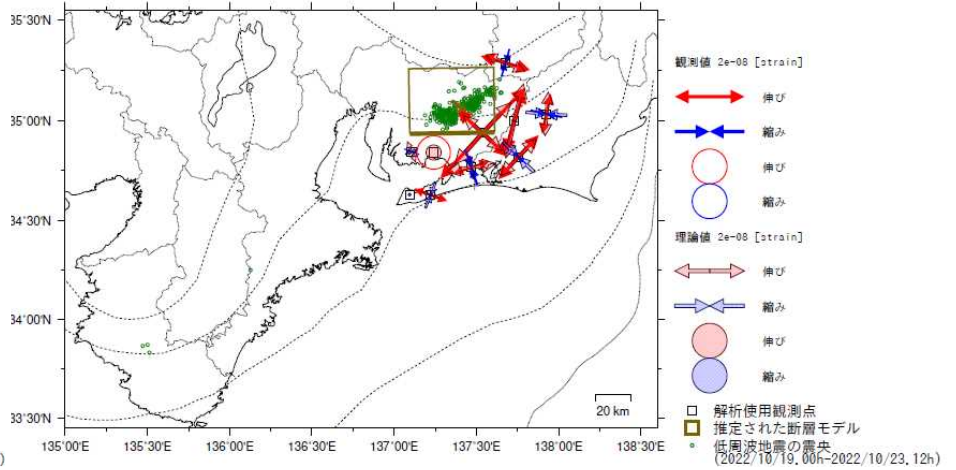 35°30'N
35°00'N
34°30'N
34°00'N
33°30'N
135°00'E
135°30'E
136°00'E
136°30'E
137°00'E
137°30'E
138°00'E
138°30'E
20 km
観測値 2e-08 [strain]
伸び
縮み
伸び
縮み
理論値 2e-08 [strain]
伸び
縮み
伸び
縮み
解析使用観測点
推定された断層モデル
低周波地震の震央
(2022/10/19.00h-2022/10/23.12h)
)